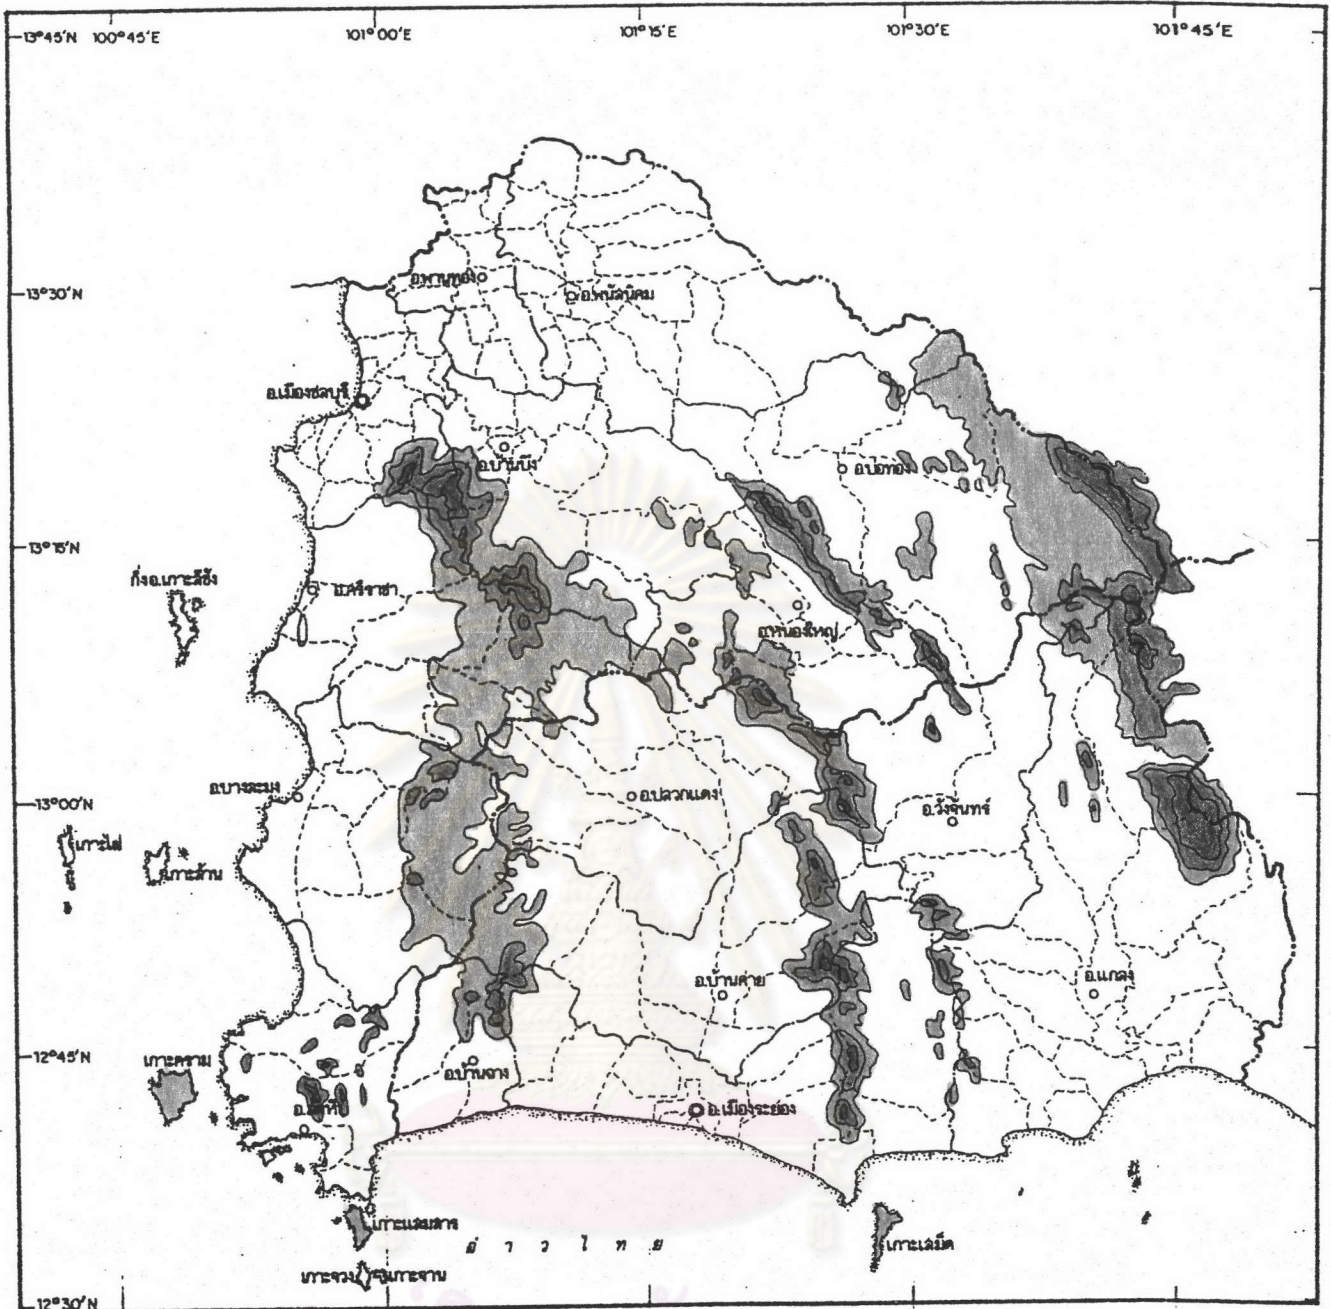 13°45'N 100°45'E 101°00'E 101°15'E 101°30'E 101°45'E
อ.พานทอง
13°30'N
อ.พนัสนิคม
อ.เมืองชลบุรี
อ.บ้านบึง
อ.บ่อทอง
13°15'N
กิ่งอ.เกาะสีชัง
อ.ศรีราชา
อ.หนองใหญ่
อ.บางละมุง
13°00'N
อ.ปลวกแดง
อ.วังจันทร์
เกาะไผ่
เกาะล้าน
อ.บ้านค่าย
อ.แกลง
12°45'N
เกาะคราม
อ.บ้านฉาง
อ.สัตหีบ
อ.เมืองระยอง
เกาะแสมสาร
อ่าวไทย
เกาะเสม็ด
เกาะจวง
เกาะจาน
12°30'N